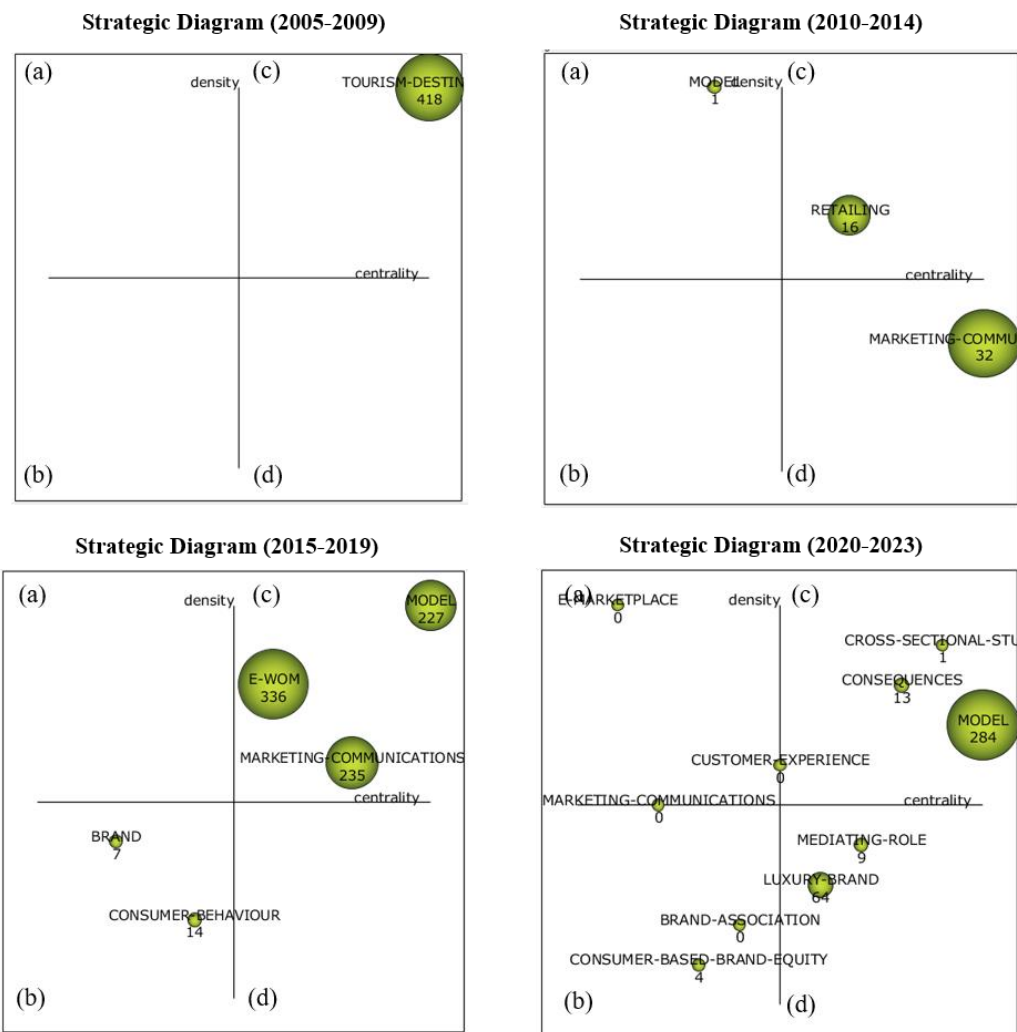 Strategic Diagram (2005-2009)
(a)
density
(c)
TOURISM-DESTIN
418
centrality
(b)
(d)
Strategic Diagram (2010-2014)
(a)
MODEL
1
density
(c)
RETAILING
16
centrality
MARKETING-COMMU
32
(b)
(d)
Strategic Diagram (2015-2019)
(a)
density
(c)
MODEL
227
E-WOM
336
MARKETING-COMMUNICATIONS
235
centrality
BRAND
7
CONSUMER-BEHAVIOUR
14
(b)
(d)
Strategic Diagram (2020-2023)
(a)
E-MARKETPLACE
0
density
(c)
CROSS-SECTIONAL-STU
1
CONSEQUENCES
13
MODEL
284
CUSTOMER-EXPERIENCE
0
MARKETING-COMMUNICATIONS
0
centrality
MEDIATING-ROLE
9
LUXURY-BRAND
64
BRAND-ASSOCIATION
0
CONSUMER-BASED-BRAND-EQUITY
4
(b)
(d)